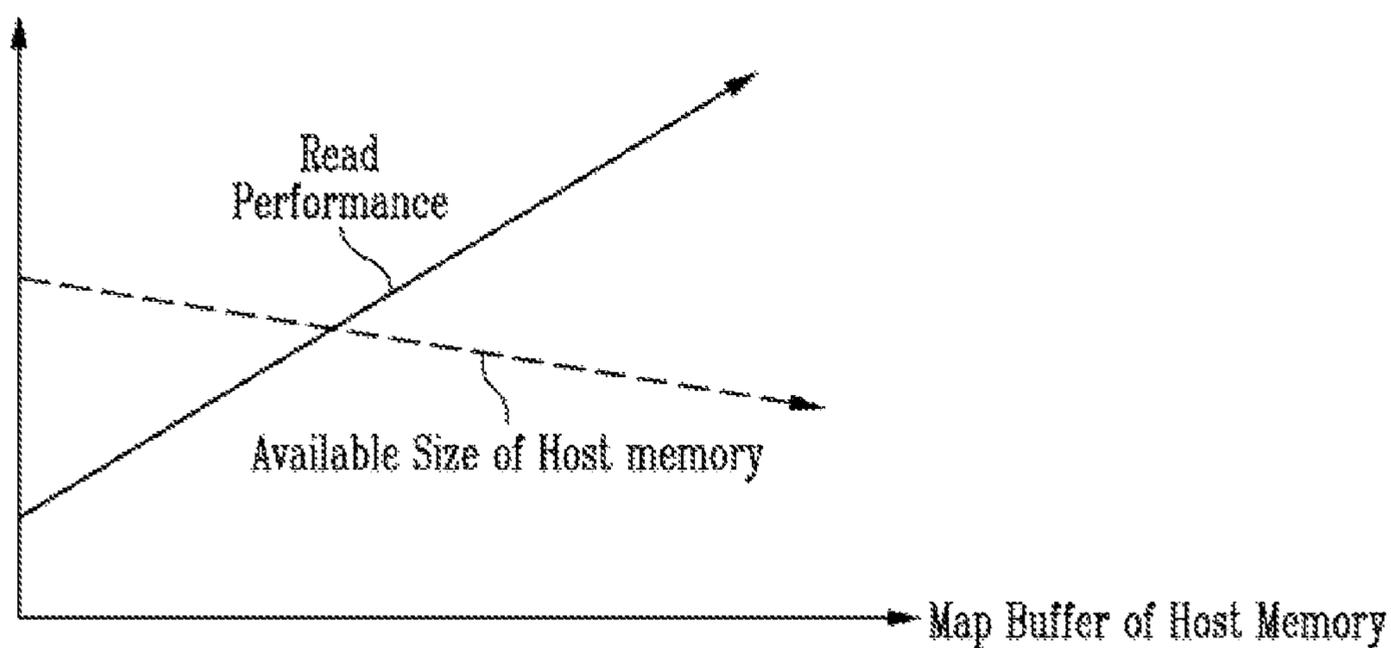 Read
Performance
Available Size of Host memory
Map Buffer of Host Memory